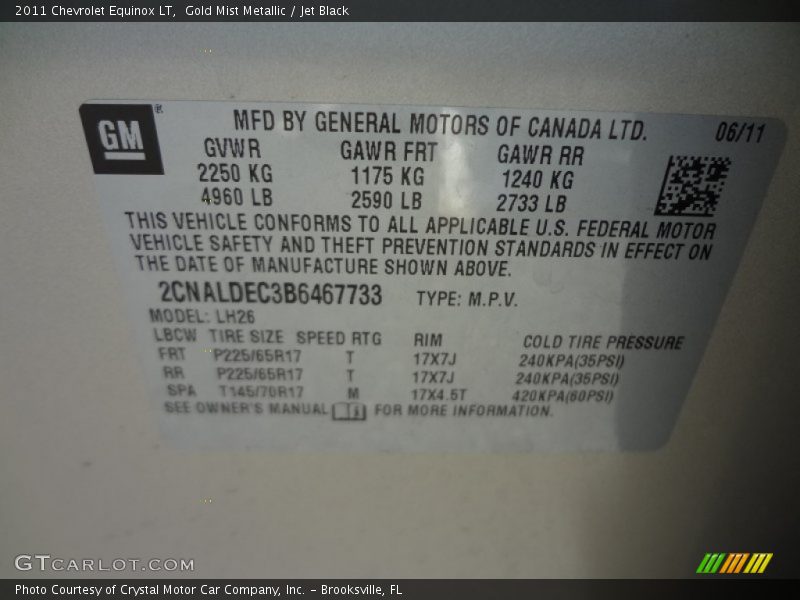 2011 Chevrolet Equinox LT,  Gold Mist Metallic / Jet Black
GM®
MFD BY GENERAL MOTORS OF CANADA LTD. 06/11
GVWR GAWR FRT GAWR RR
2250 KG 1175 KG 1240 KG
4960 LB 2590 LB 2733 LB
THIS VEHICLE CONFORMS TO ALL APPLICABLE U.S. FEDERAL MOTOR
VEHICLE SAFETY AND THEFT PREVENTION STANDARDS IN EFFECT ON
THE DATE OF MANUFACTURE SHOWN ABOVE.
2CNALDEC3B6467733 TYPE: M.P.V.
MODEL: LH26
LBCW TIRE SIZE SPEED RTG RIM COLD TIRE PRESSURE
FRT P225/65R17 T 17X7J 240KPA(35PSI)
RR P225/65R17 T 17X7J 240KPA(35PSI)
SPA T145/70R17 M 17X4.5T 420KPA(60PSI)
SEE OWNER'S MANUAL FOR MORE INFORMATION.
GTCARLOT.COM
Photo Courtesy of Crystal Motor Car Company, Inc. – Brooksville, FL